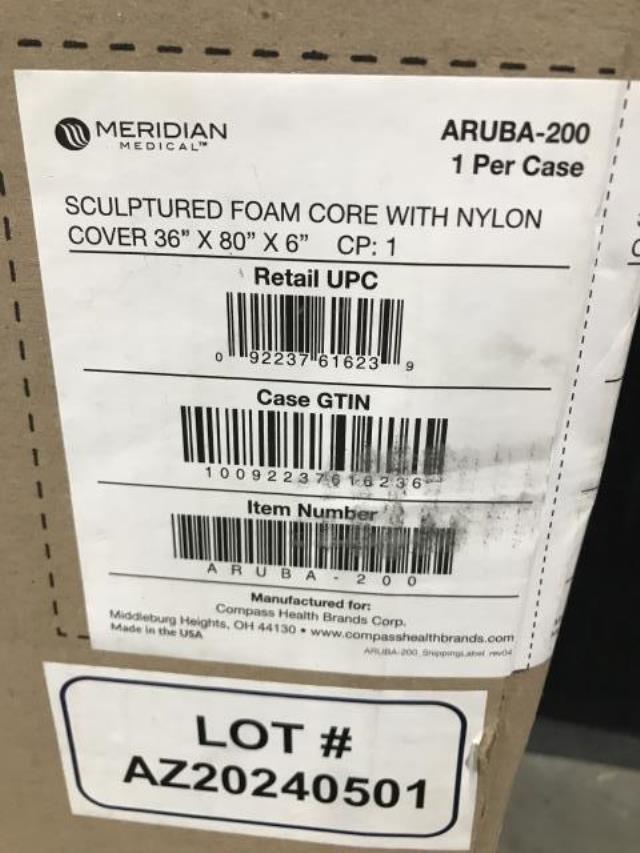 MERIDIAN
MEDICAL™
ARUBA-200
1 Per Case
SCULPTURED FOAM CORE WITH NYLON
COVER 36" X 80" X 6" CP: 1
Retail UPC
0 92237 61623 9
Case GTIN
10092237616236
Item Number
ARUBA-200
Manufactured for:
Compass Health Brands Corp.
Middleburg Heights, OH 44130 • www.compasshealthbrands.com
Made in the USA
ARUBA-200_ShippingLabel_rev04
LOT #
AZ20240501